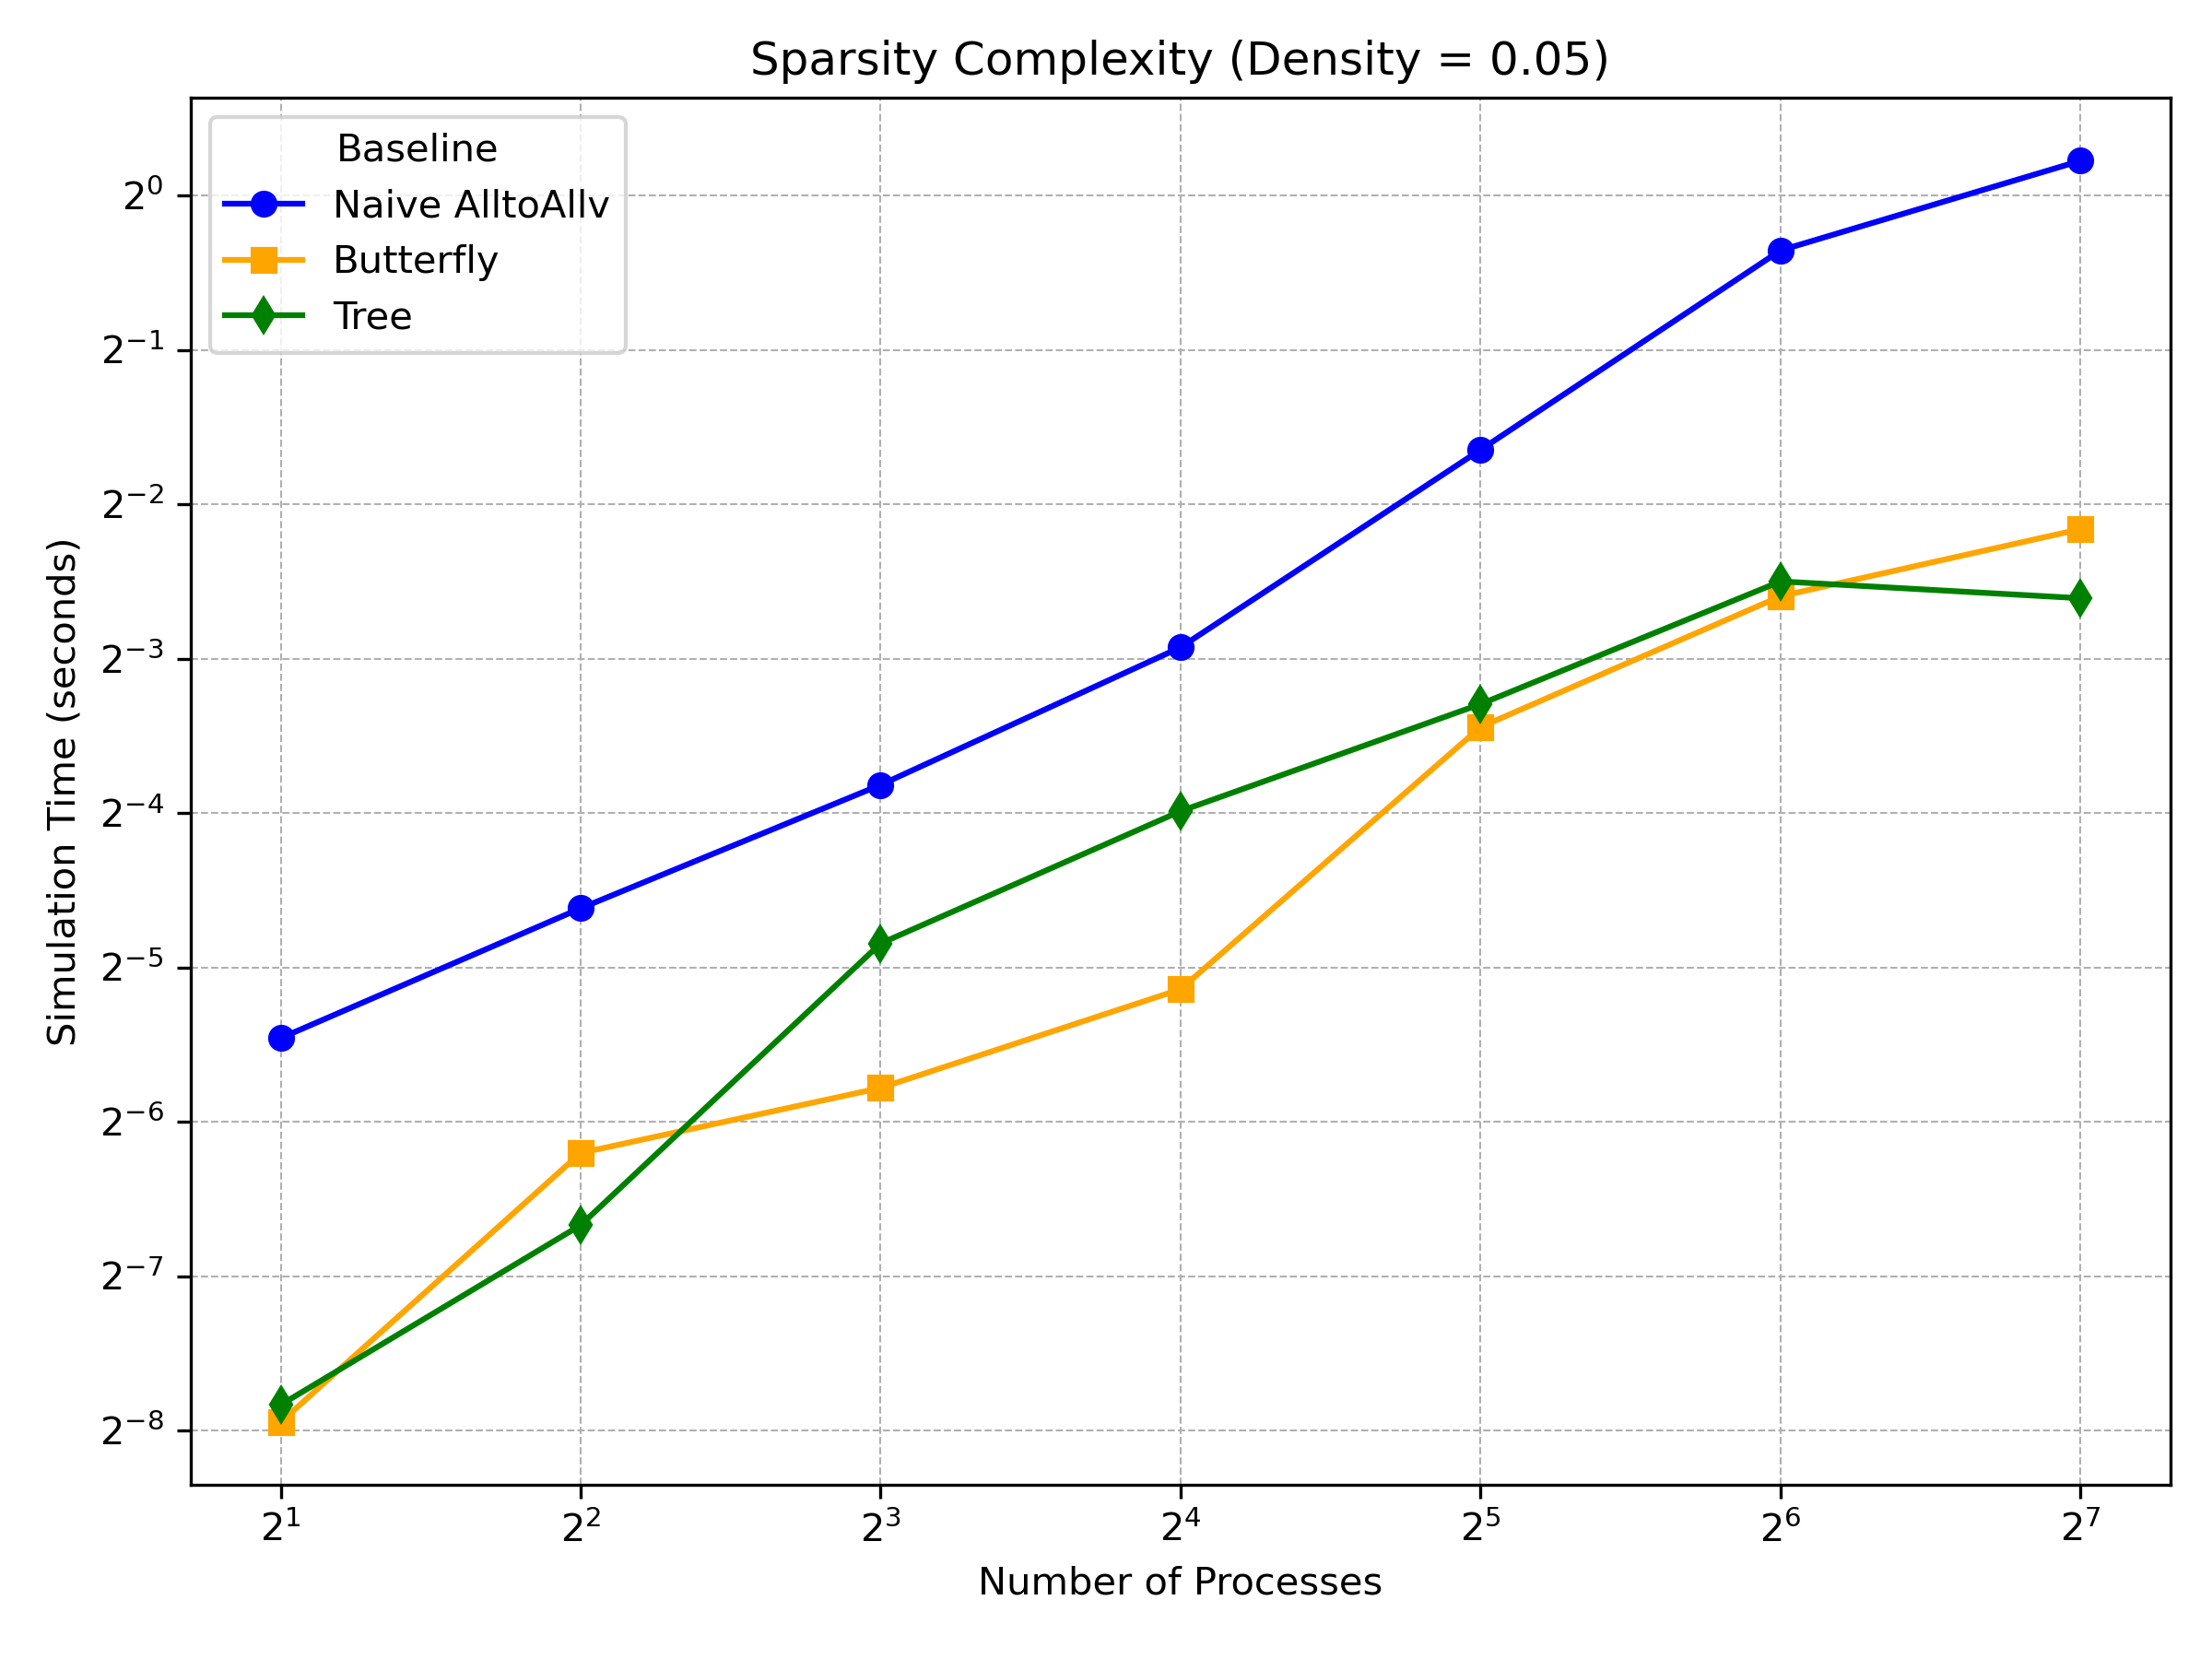 Sparsity Complexity (Density = 0.05)
Baseline
Naive AlltoAllv
Butterfly
Tree
Simulation Time (seconds)
2⁰
2⁻¹
2⁻²
2⁻³
2⁻⁴
2⁻⁵
2⁻⁶
2⁻⁷
2⁻⁸
2¹ 2² 2³ 2⁴ 2⁵ 2⁶ 2⁷
Number of Processes